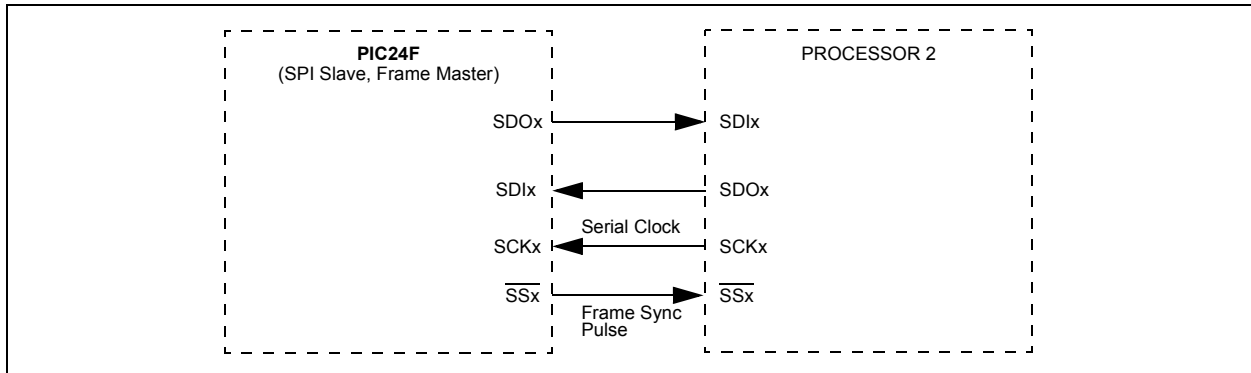 PIC24F
(SPI Slave, Frame Master)
PROCESSOR 2
SDOx
SDIx
SDIx
SDOx
Serial Clock
SCKx
SCKx
SSx
SSx
Frame Sync
Pulse